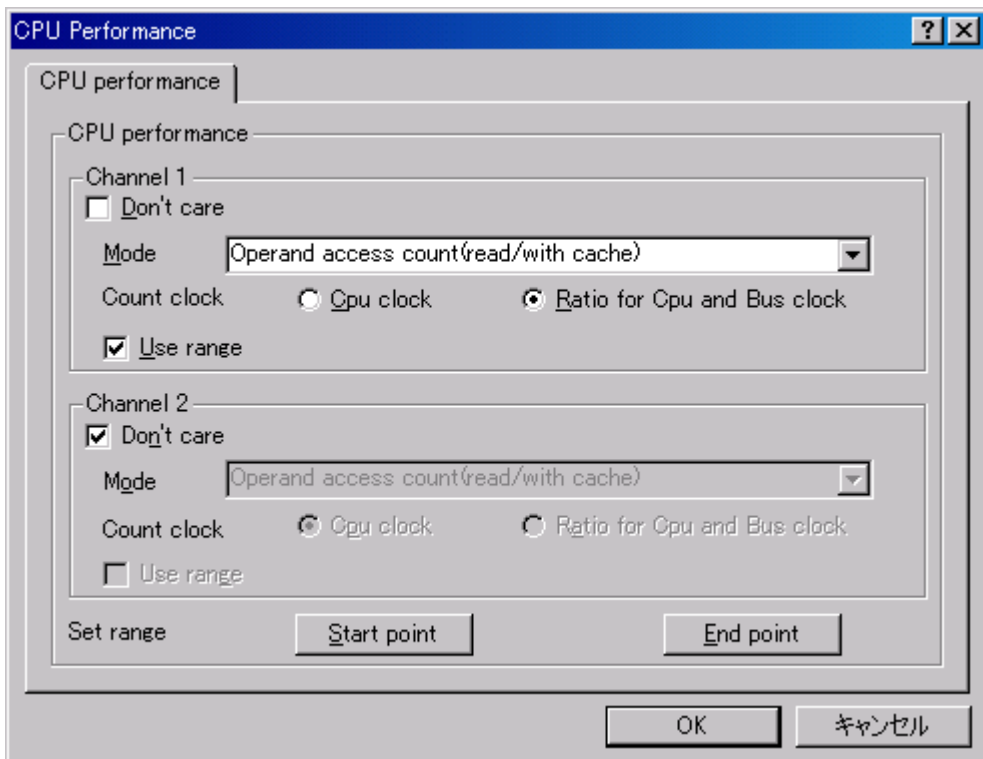 CPU Performance
CPU performance
CPU performance
Channel 1
Don't care
Mode Operand access count(read/with cache)
Count clock Cpu clock Ratio for Cpu and Bus clock
Use range
Channel 2
Don't care
Mode Operand access count(read/with cache)
Count clock Cpu clock Ratio for Cpu and Bus clock
Use range
Set range Start point End point
OK キャンセル